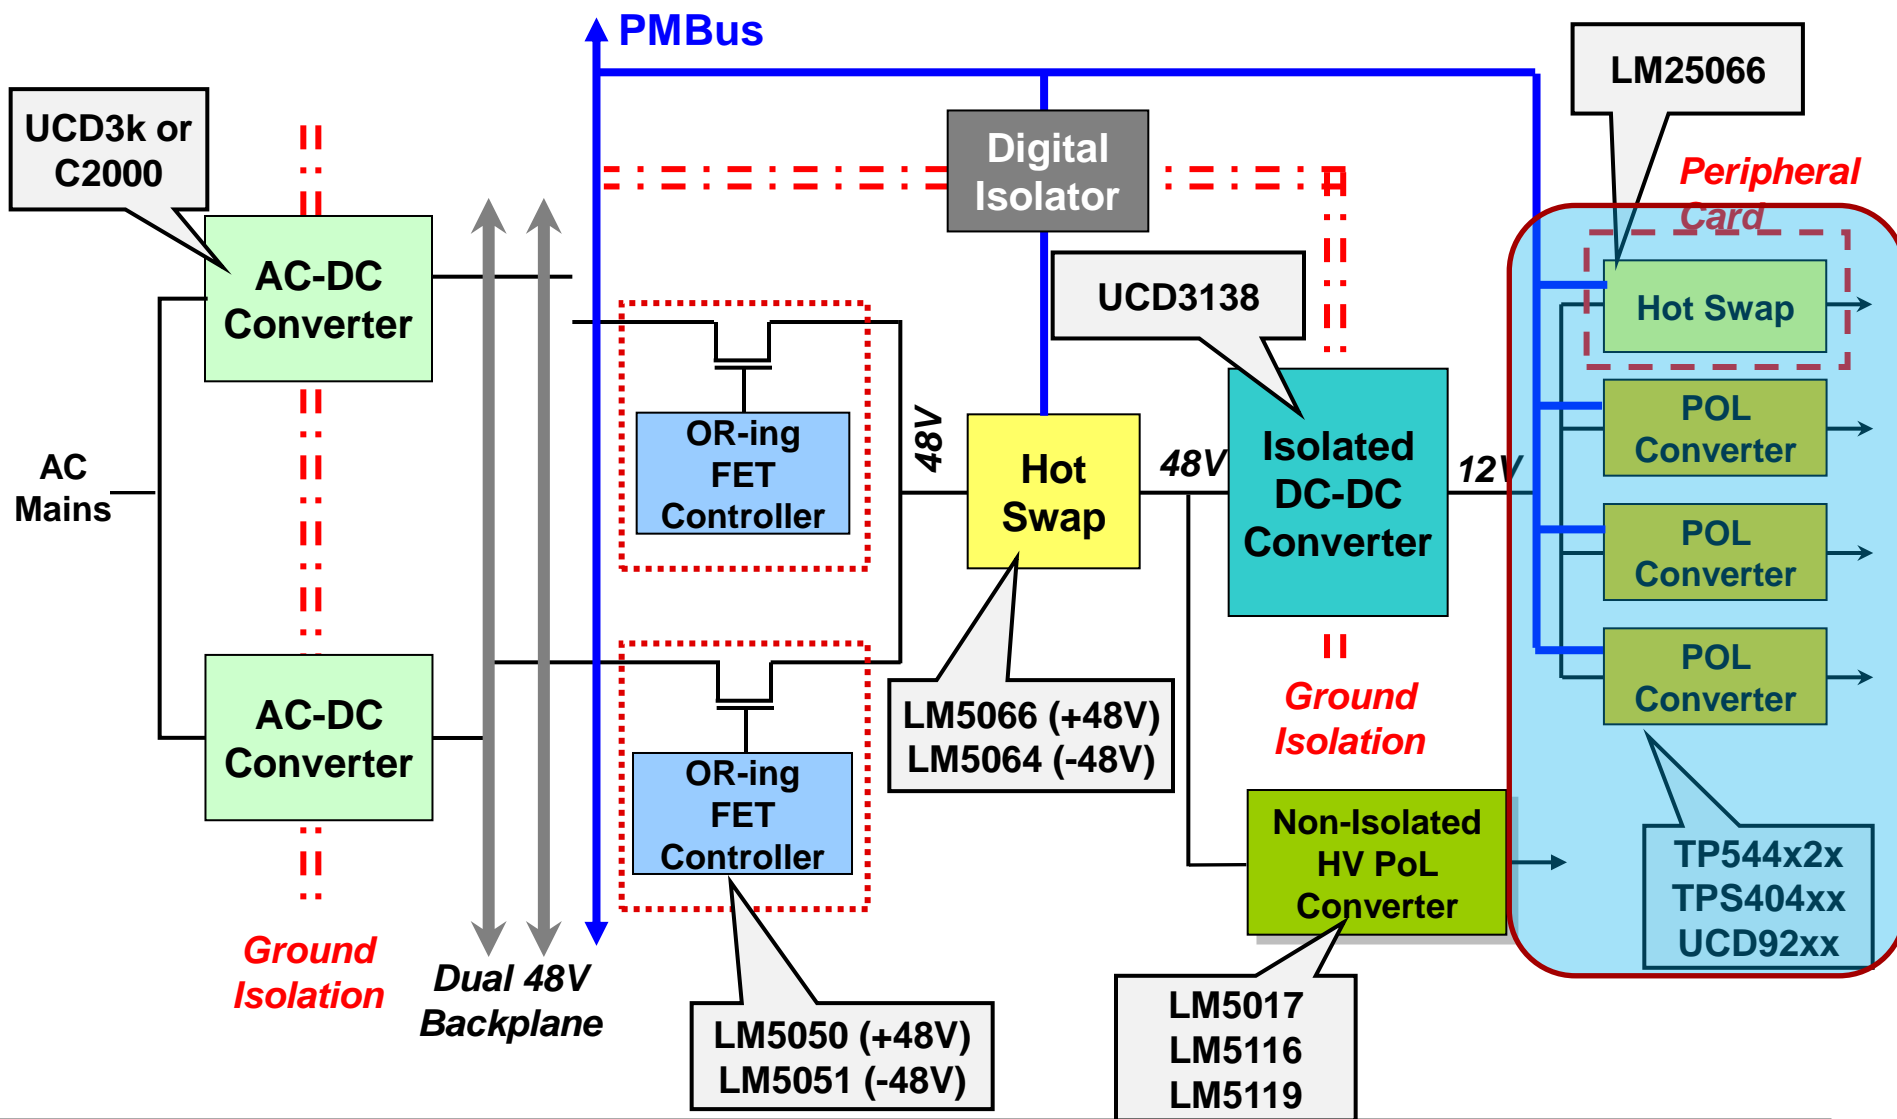 PMBus
LM25066
UCD3k or
C2000
Digital
Isolator
Peripheral
Card
AC-DC
Converter
UCD3138
Hot Swap
OR-ing
FET
Controller
48V
Hot
Swap
48V
Isolated
DC-DC
Converter
12V
POL
Converter
AC
Mains
POL
Converter
POL
Converter
AC-DC
Converter
OR-ing
FET
Controller
LM5066 (+48V)
LM5064 (-48V)
Ground
Isolation
Non-Isolated
HV PoL
Converter
TP544x2x
TPS404xx
UCD92xx
Ground
Isolation
Dual 48V
Backplane
LM5050 (+48V)
LM5051 (-48V)
LM5017
LM5116
LM5119